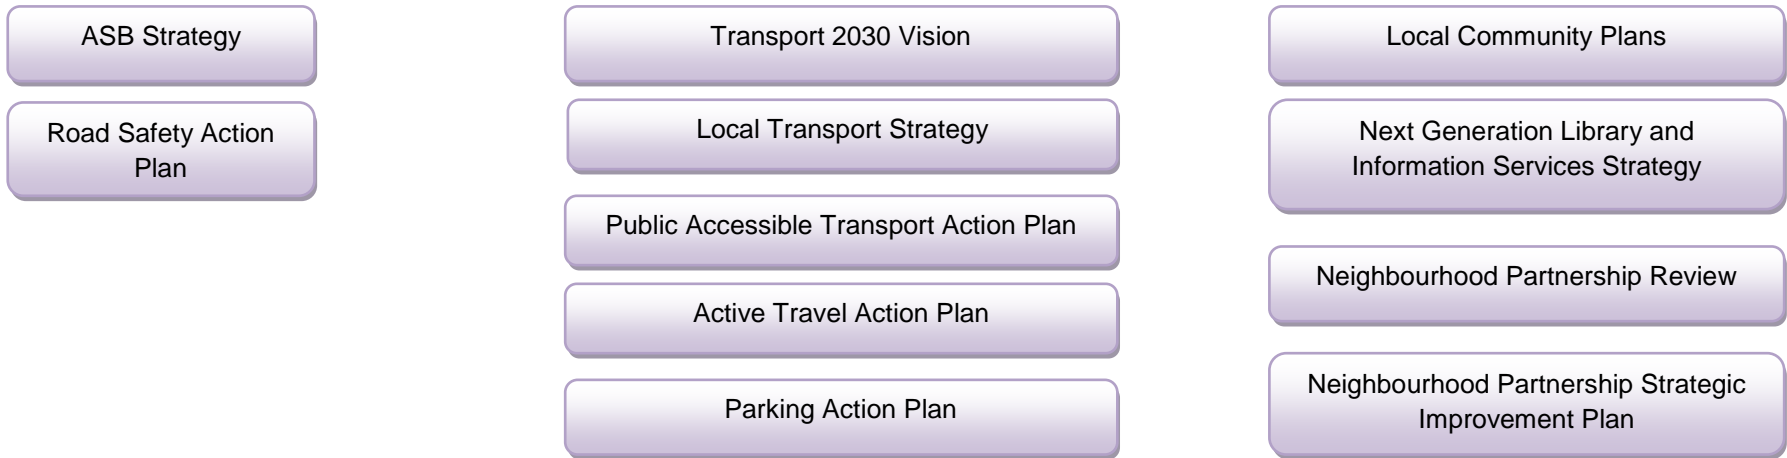 ASB Strategy
Road Safety Action
Plan
Transport 2030 Vision
Local Transport Strategy
Public Accessible Transport Action Plan
Active Travel Action Plan
Parking Action Plan
Local Community Plans
Next Generation Library and
Information Services Strategy
Neighbourhood Partnership Review
Neighbourhood Partnership Strategic
Improvement Plan